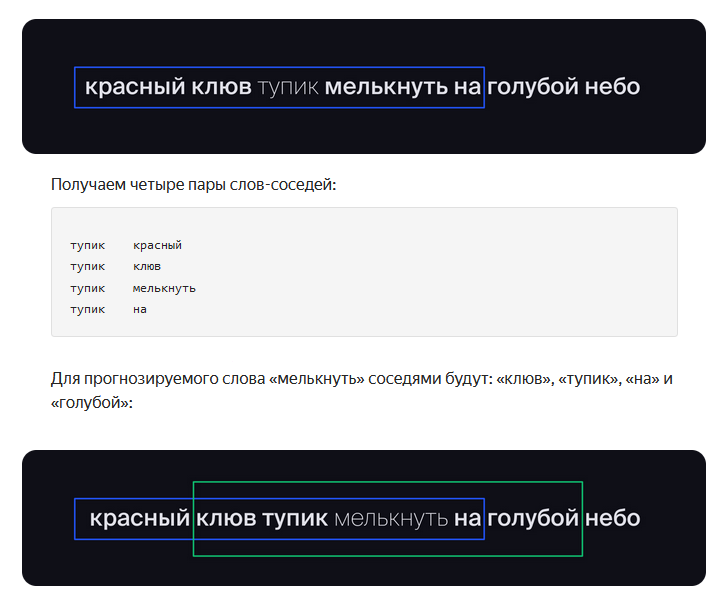 красный клюв тупик мелькнуть на голубой небо
Получаем четыре пары слов-соседей:
тупик красный
тупик клюв
тупик мелькнуть
тупик на
Для прогнозируемого слова «мелькнуть» соседями будут: «клюв», «тупик», «на» и
«голубой»:
красный клюв тупик мелькнуть на голубой небо